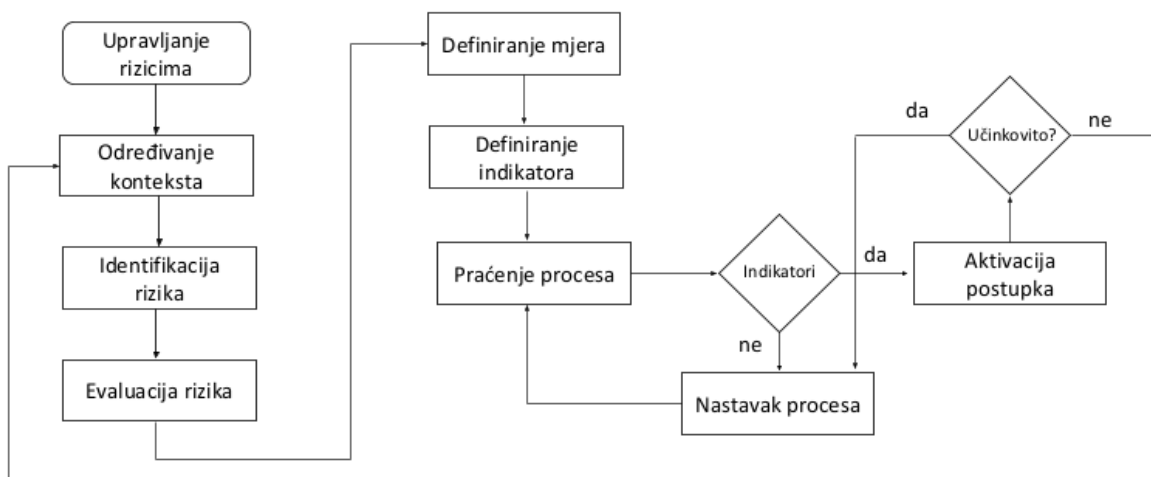 Upravljanje
rizicima
Određivanje
konteksta
Identifikacija
rizika
Evaluacija rizika
Definiranje mjera
Definiranje
indikatora
Praćenje procesa
Indikatori
da
ne
Nastavak procesa
Aktivacija
postupka
Učinkovito?
da
ne